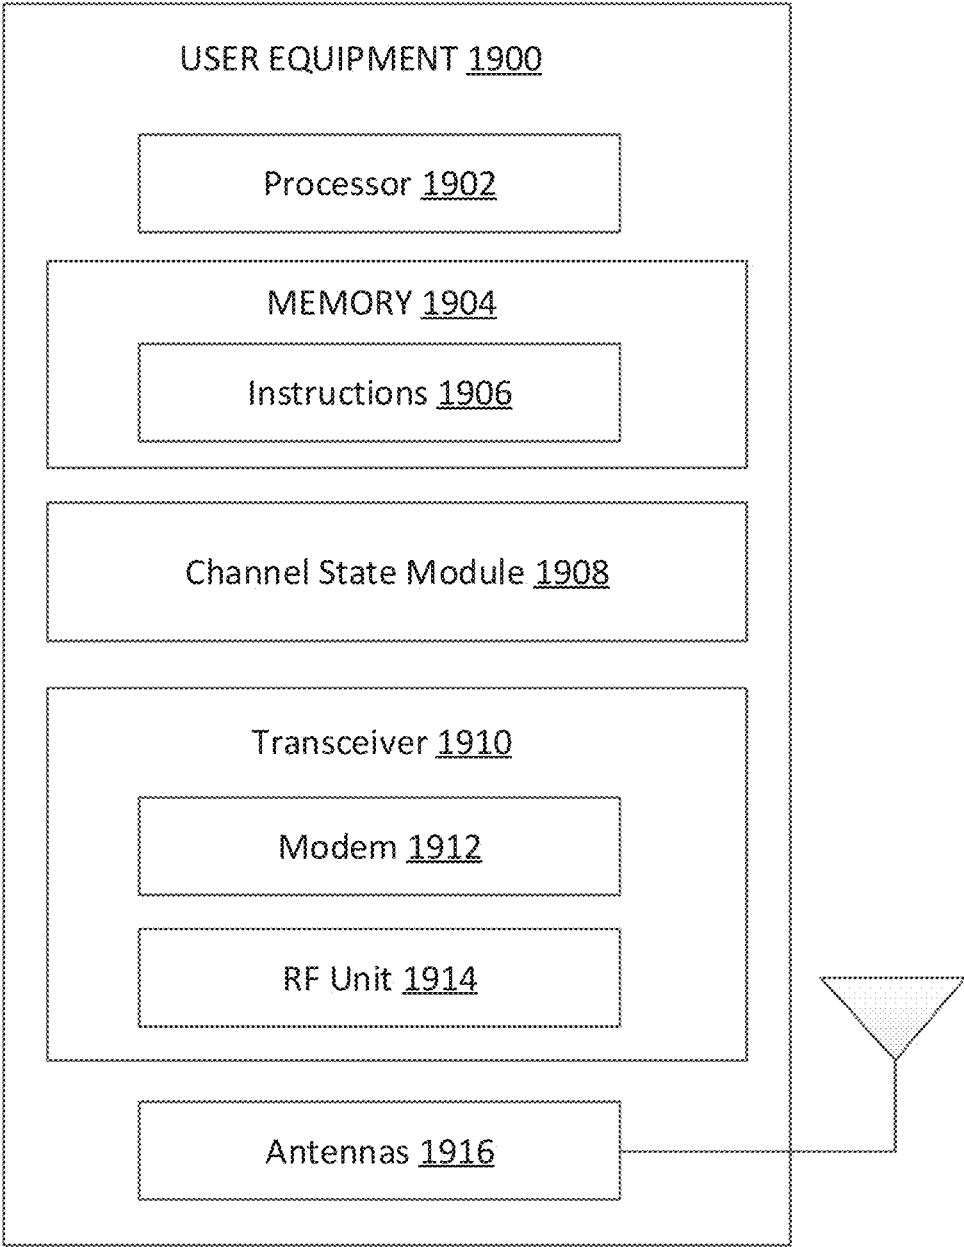 USER EQUIPMENT 1900
Processor 1902
MEMORY 1904
Instructions 1906
Channel State Module 1908
Transceiver 1910
Modem 1912
RF Unit 1914
Antennas 1916